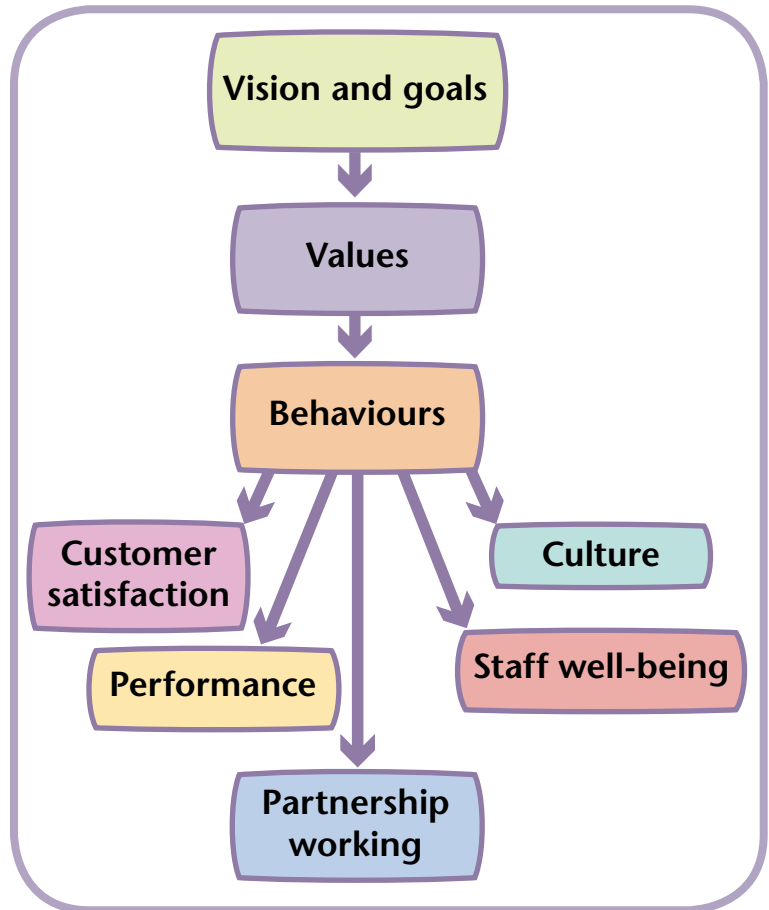 Vision and goals
Values
Behaviours
Customer
satisfaction
Culture
Performance
Staff well-being
Partnership
working